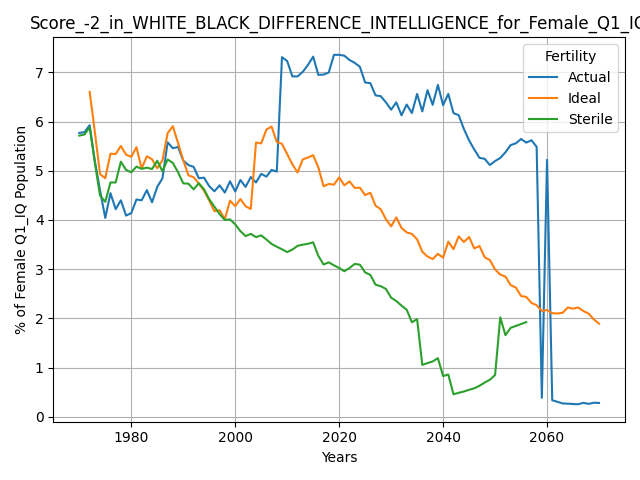 Score_-2_in_WHITE_BLACK_DIFFERENCE_INTELLIGENCE_for_Female_Q1_IQ
Fertility
Actual
Ideal
Sterile
% of Female Q1_IQ Population
7
6
5
4
3
2
1
0
1980 2000 2020 2040 2060
Years